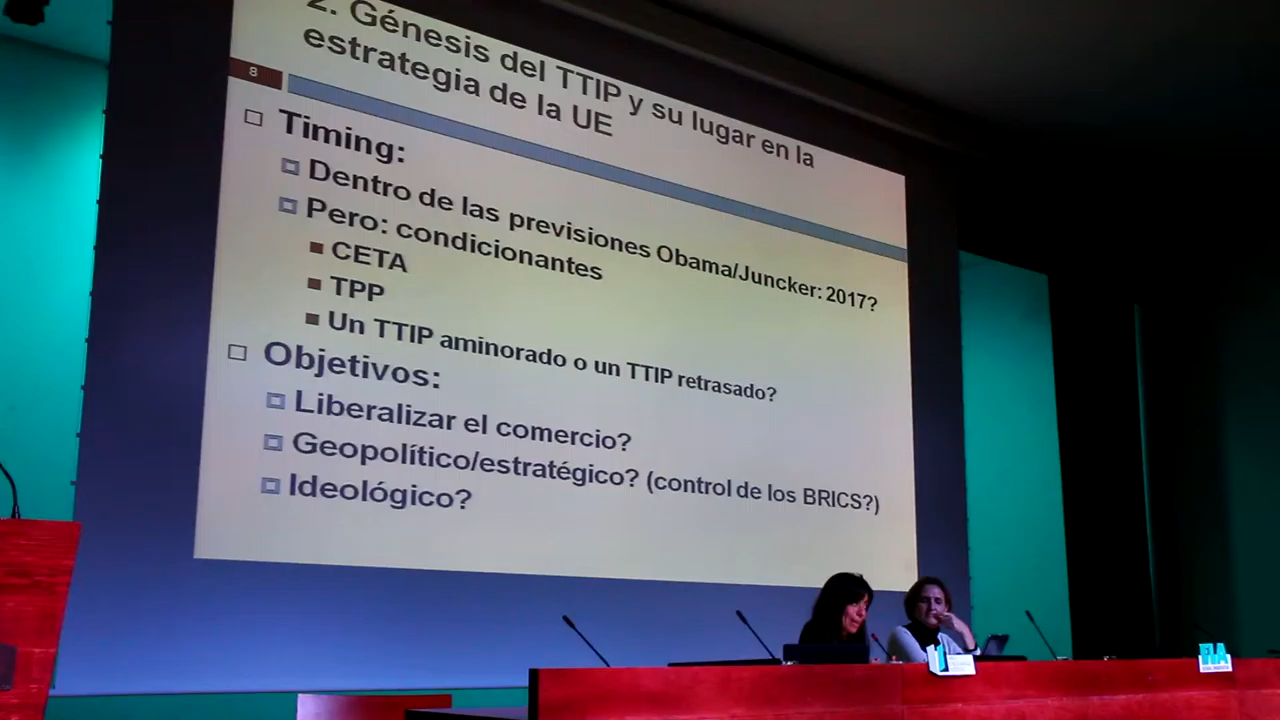 2. Génesis del TTIP y su lugar en la
estrategia de la UE
8
Timing:
Dentro de las previsiones Obama/Juncker: 2017?
Pero: condicionantes
CETA
TPP
Un TTIP aminorado o un TTIP retrasado?
Objetivos:
Liberalizar el comercio?
Geopolítico/estratégico? (control de los BRICS?)
Ideológico?